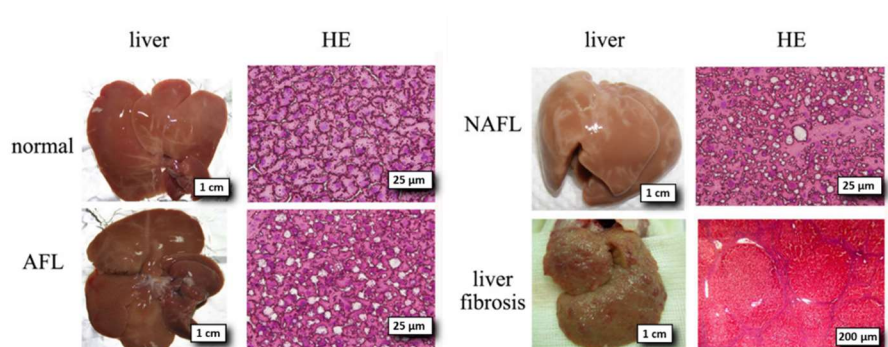 liver HE liver HE
normal
1 cm
25 μm
NAFL
1 cm
25 μm
AFL
1 cm
25 μm
liver
fibrosis
1 cm
200 μm